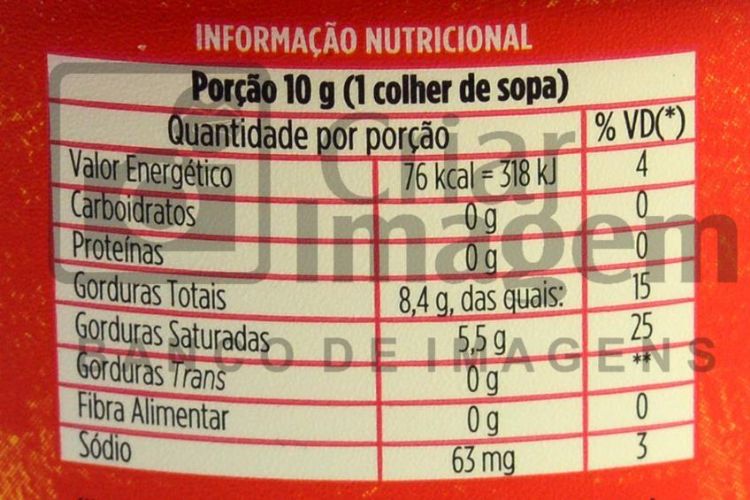 INFORMAÇÃO NUTRICIONAL
Porção 10 g (1 colher de sopa)
Quantidade por porção % VD(*)
Valor Energético 76 kcal = 318 kJ 4
Carboidratos 0 g 0
Proteínas 0 g 0
Gorduras Totais 8,4 g, das quais: 15
Gorduras Saturadas 5,5 g 25
Gorduras Trans 0 g **
Fibra Alimentar 0 g 0
Sódio 63 mg 3
Criar
Imagem
BANCO DE IMAGENS